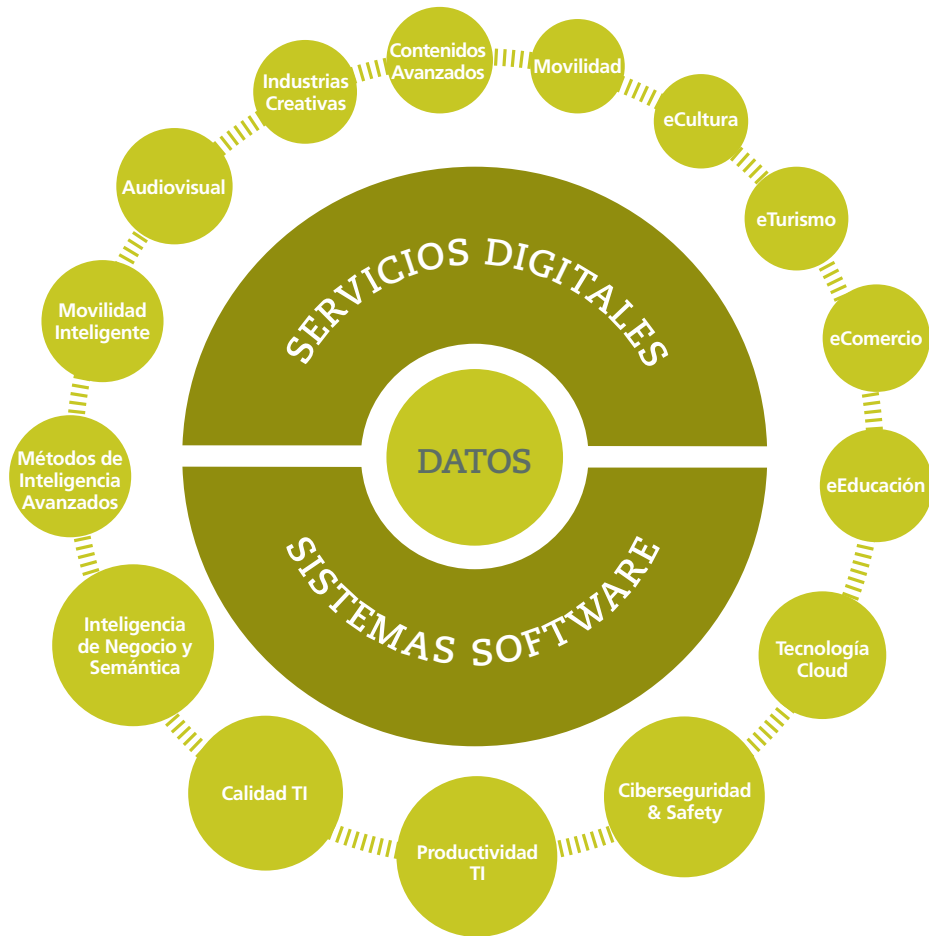 Contenidos
Avanzados
Movilidad
eCultura
eTurismo
eComercio
eEducación
Tecnología
Cloud
Ciberseguridad
& Safety
Productividad
TI
Calidad TI
Inteligencia
de Negocio y
Semántica
Métodos de
Inteligencia
Avanzados
Movilidad
Inteligente
Audiovisual
Industrias
Creativas
SERVICIOS DIGITALES
DATOS
SISTEMAS SOFTWARE